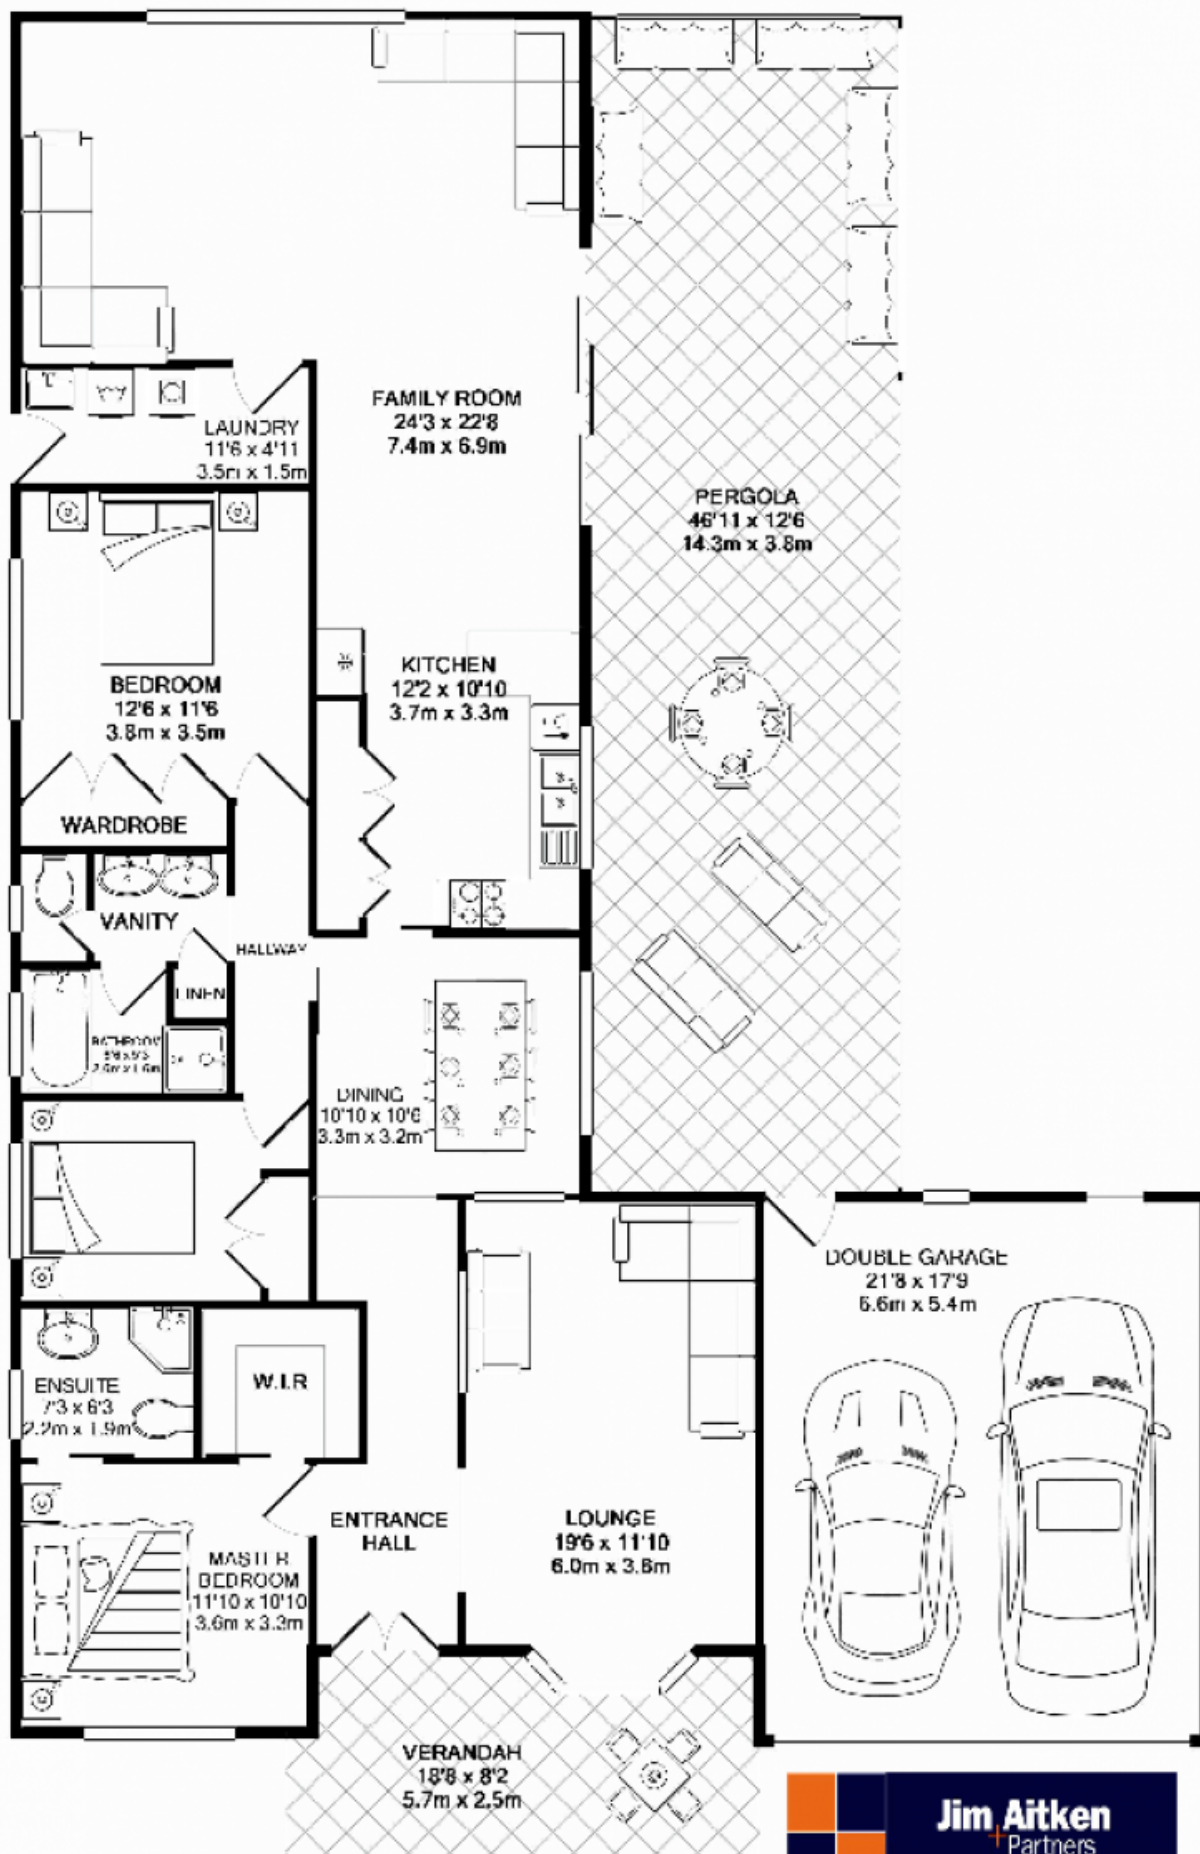 FAMILY ROOM
24'3 x 22'8
7.4m x 6.9m
LAUNDRY
11'6 x 4'11
3.5m x 1.5m
PERGOLA
46'11 x 12'6
14.3m x 3.8m
KITCHEN
12'2 x 10'10
3.7m x 3.3m
BEDROOM
12'6 x 11'6
3.8m x 3.5m
WARDROBE
VANITY
HALLWAY
LINEN
BATHROOM
DINING
10'10 x 10'6
3.3m x 3.2m
DOUBLE GARAGE
21'8 x 17'9
6.6m x 5.4m
ENSUITE
7'3 x 6'3
2.2m x 1.9m
W.I.R
ENTRANCE
HALL
LOUNGE
19'6 x 11'10
6.0m x 3.6m
MASTER
BEDROOM
11'10 x 10'10
3.6m x 3.3m
VERANDAH
18'8 x 8'2
5.7m x 2.5m
Jim Aitken
+Partners